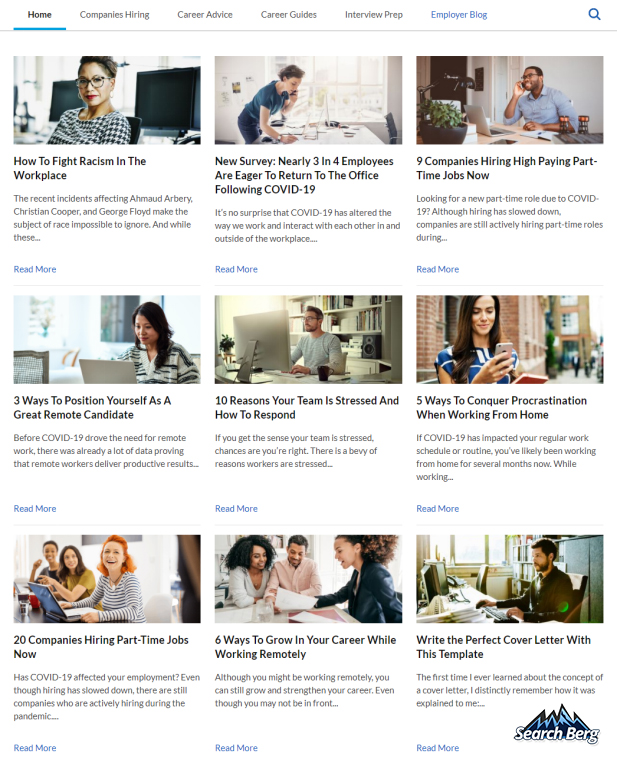 Home Companies Hiring Career Advice Career Guides Interview Prep Employer Blog
How To Fight Racism In The
Workplace
The recent incidents affecting Ahmaud Arbery,
Christian Cooper, and George Floyd make the
subject of race impossible to ignore. And while
these...
Read More
New Survey: Nearly 3 In 4 Employees
Are Eager To Return To The Office
Following COVID-19
It's no surprise that COVID-19 has altered the
way we work and interact with each other in and
outside of the workplace....
Read More
9 Companies Hiring High Paying Part-
Time Jobs Now
Looking for a new part-time role due to COVID-
19? Although hiring has slowed down,
companies are still actively hiring part-time roles
during...
Read More
3 Ways To Position Yourself As A
Great Remote Candidate
Before COVID-19 drove the need for remote
work, there was already a lot of data proving
that remote workers deliver productive results...
Read More
10 Reasons Your Team Is Stressed And
How To Respond
If you get the sense your team is stressed,
chances are you're right. There is a bevy of
reasons workers are stressed...
Read More
5 Ways To Conquer Procrastination
When Working From Home
If COVID-19 has impacted your regular work
schedule or routine, you've likely been working
from home for several months now. While
working...
Read More
20 Companies Hiring Part-Time Jobs
Now
Has COVID-19 affected your employment? Even
though hiring has slowed down, there are still
companies who are actively hiring during the
pandemic....
Read More
6 Ways To Grow In Your Career While
Working Remotely
Although you might be working remotely, you
can still grow and strengthen your career. Even
though you may not be in front...
Read More
Write the Perfect Cover Letter With
This Template
The first time I ever learned about the concept of
a cover letter, I distinctly remember how it was
explained to me:...
Read More
Search Berg